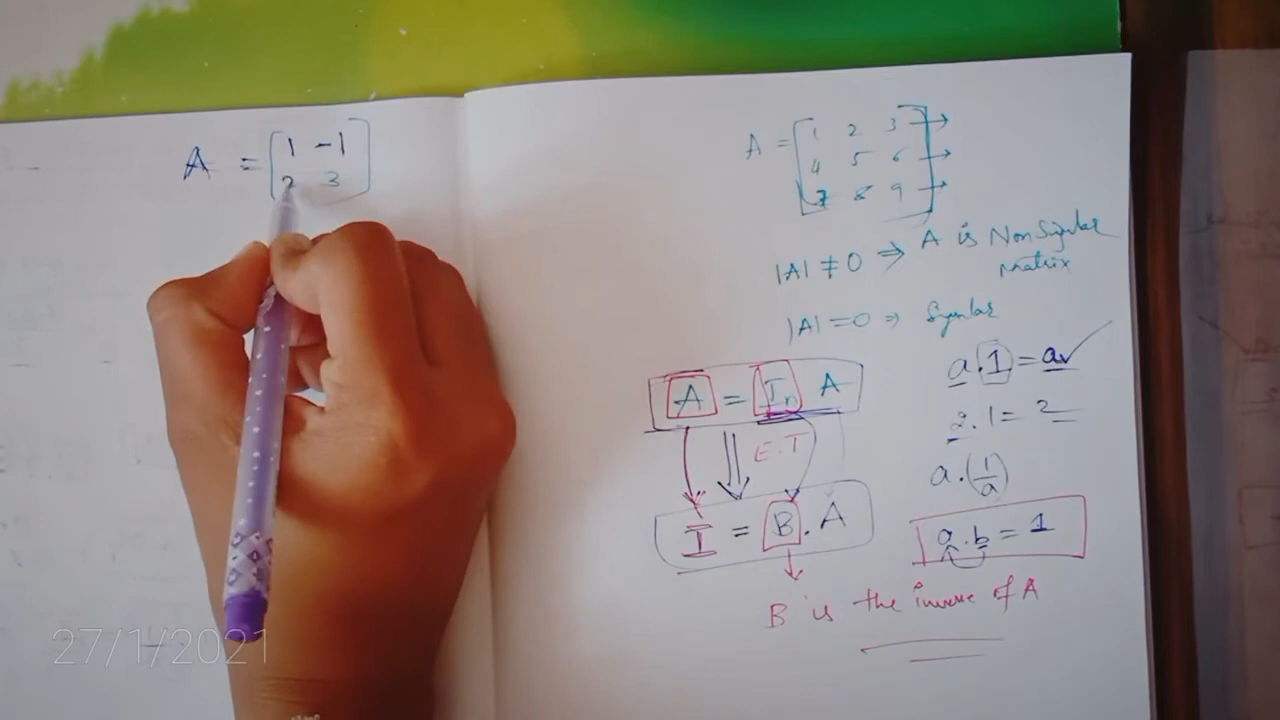 A = [1 -1
2 3]
A = [1 2 3 →
4 5 6 →
7 8 9] →
|A| ≠ 0 ⇒ A is Non Singular
matrix
|A| = 0 ⇒
a.1 = a ✓
2.1 = 2
a.(1/a)
a.b = 1
A = In A
E.T
I = B.A
B is the inverse of A
27/1/2021